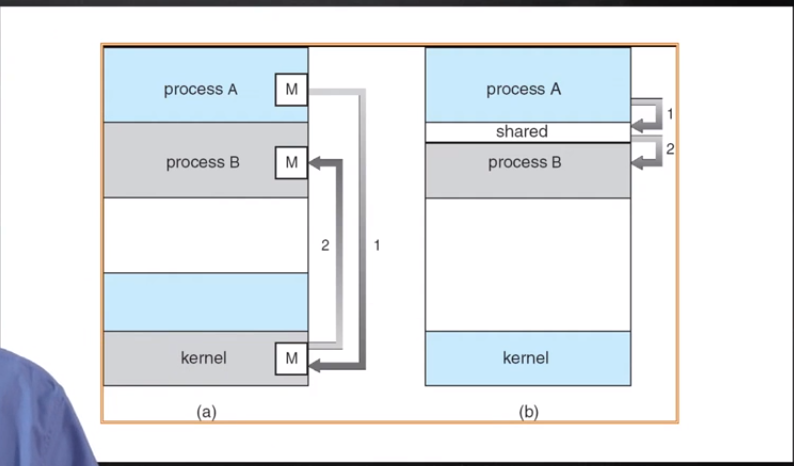 process A M
process B M
2 1
kernel M
(a)
process A
1
shared
2
process B
kernel
(b)